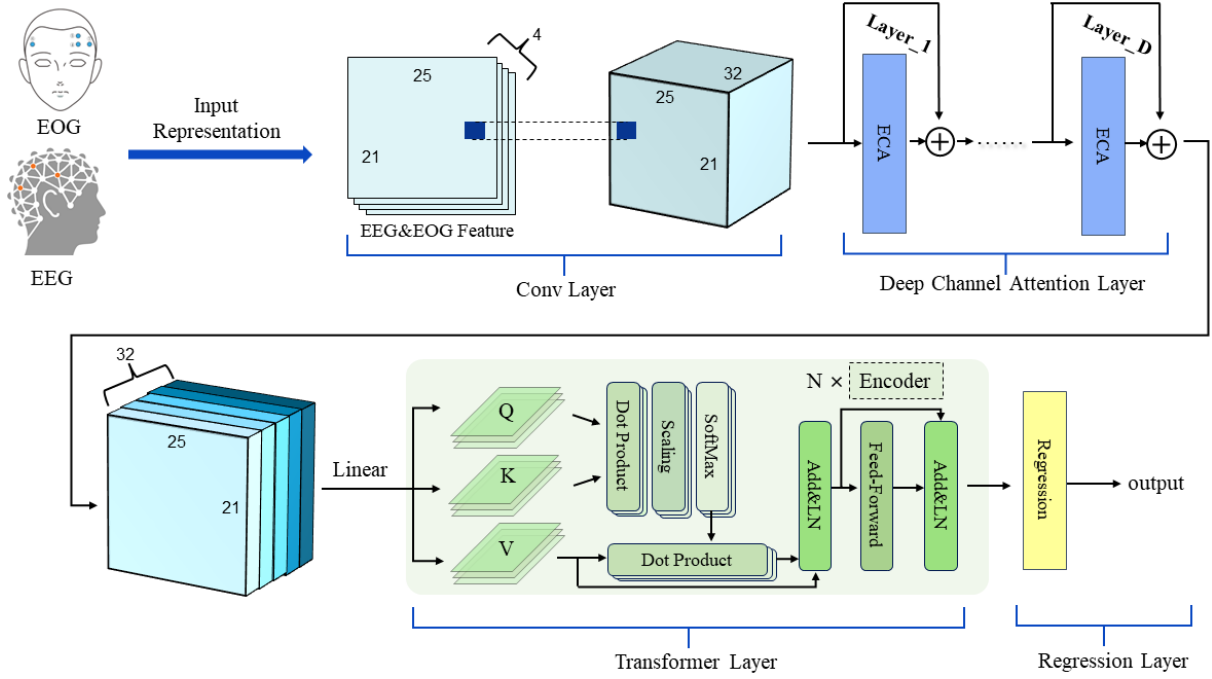 EOG
EEG
Input
Representation
4
25
21
EEG&EOG Feature
32
25
21
Conv Layer
Layer_1
ECA
......
Layer_D
ECA
Deep Channel Attention Layer
32
25
21
Linear
Q
K
V
Dot Product
Scaling
SoftMax
Dot Product
N × Encoder
Add&LN
Feed-Forward
Add&LN
Transformer Layer
Regression
output
Regression Layer